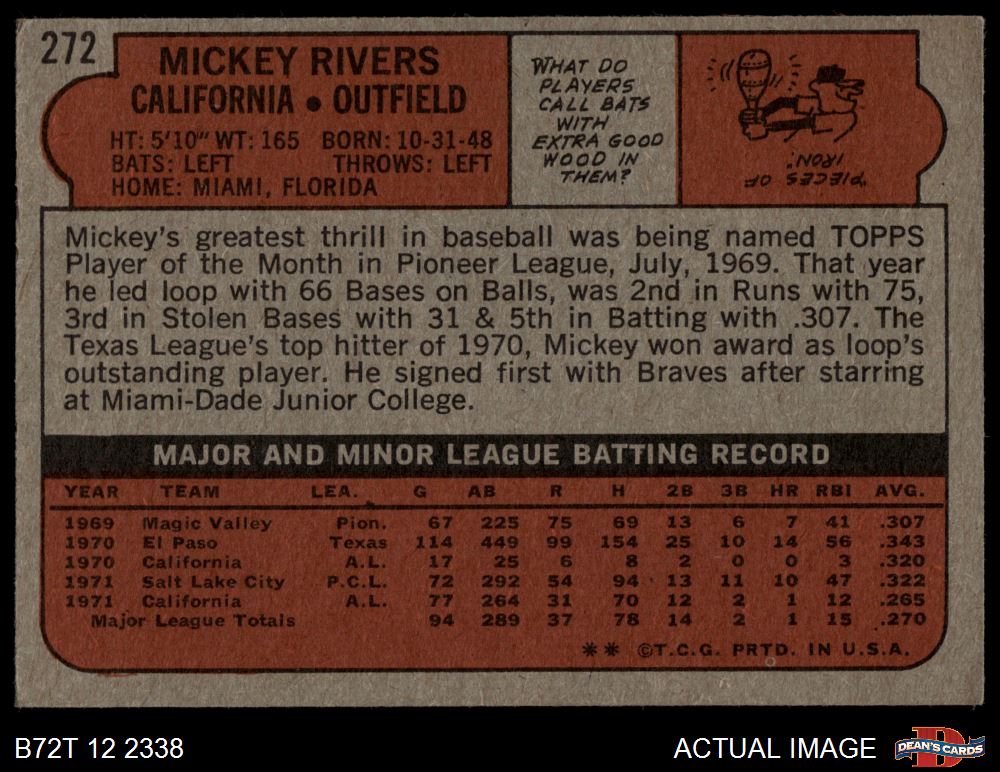 272
MICKEY RIVERS
CALIFORNIA • OUTFIELD
HT: 5'10" WT: 165 BORN: 10-31-48
BATS: LEFT THROWS: LEFT
HOME: MIAMI, FLORIDA
WHAT DO
PLAYERS
CALL BATS
WITH
EXTRA GOOD
WOOD IN
THEM?
"PIECES OF
IRON."
Mickey's greatest thrill in baseball was being named TOPPS
Player of the Month in Pioneer League, July, 1969. That year
he led loop with 66 Bases on Balls, was 2nd in Runs with 75,
3rd in Stolen Bases with 31 & 5th in Batting with .307. The
Texas League's top hitter of 1970, Mickey won award as loop's
outstanding player. He signed first with Braves after starring
at Miami-Dade Junior College.
MAJOR AND MINOR LEAGUE BATTING RECORD
YEAR TEAM LEA. G AB R H 2B 3B HR RBI AVG.
1969 Magic Valley Pion. 67 225 75 69 13 6 7 41 .307
1970 El Paso Texas 114 449 99 154 25 10 14 56 .343
1970 California A.L. 17 25 6 8 2 0 0 3 .320
1971 Salt Lake City P.C.L. 72 292 54 94 13 11 10 47 .322
1971 California A.L. 77 264 31 70 12 2 1 12 .265
Major League Totals 94 289 37 78 14 2 1 15 .270
** ©T.C.G. PRTD. IN U.S.A.
B72T 12 2338
ACTUAL IMAGE
D
DEAN'S CARDS